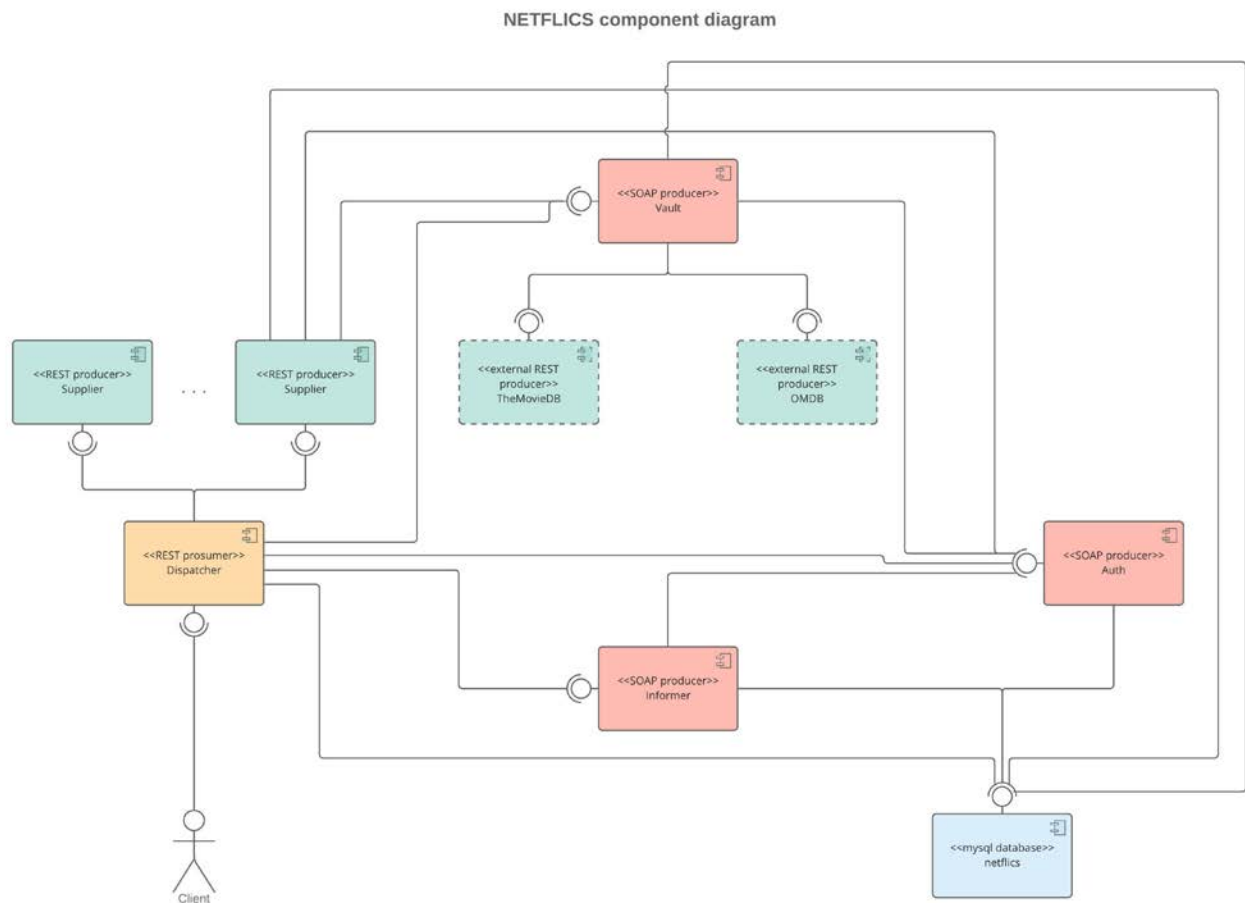 NETFLICS component diagram
<<SOAP producer>>
Vault
<<REST producer>>
Supplier
. . .
<<REST producer>>
Supplier
<<external REST
producer>>
TheMovieDB
<<external REST
producer>>
OMDB
<<REST prosumer>>
Dispatcher
<<SOAP producer>>
Auth
<<SOAP producer>>
Informer
<<mysql database>>
netflics
Client